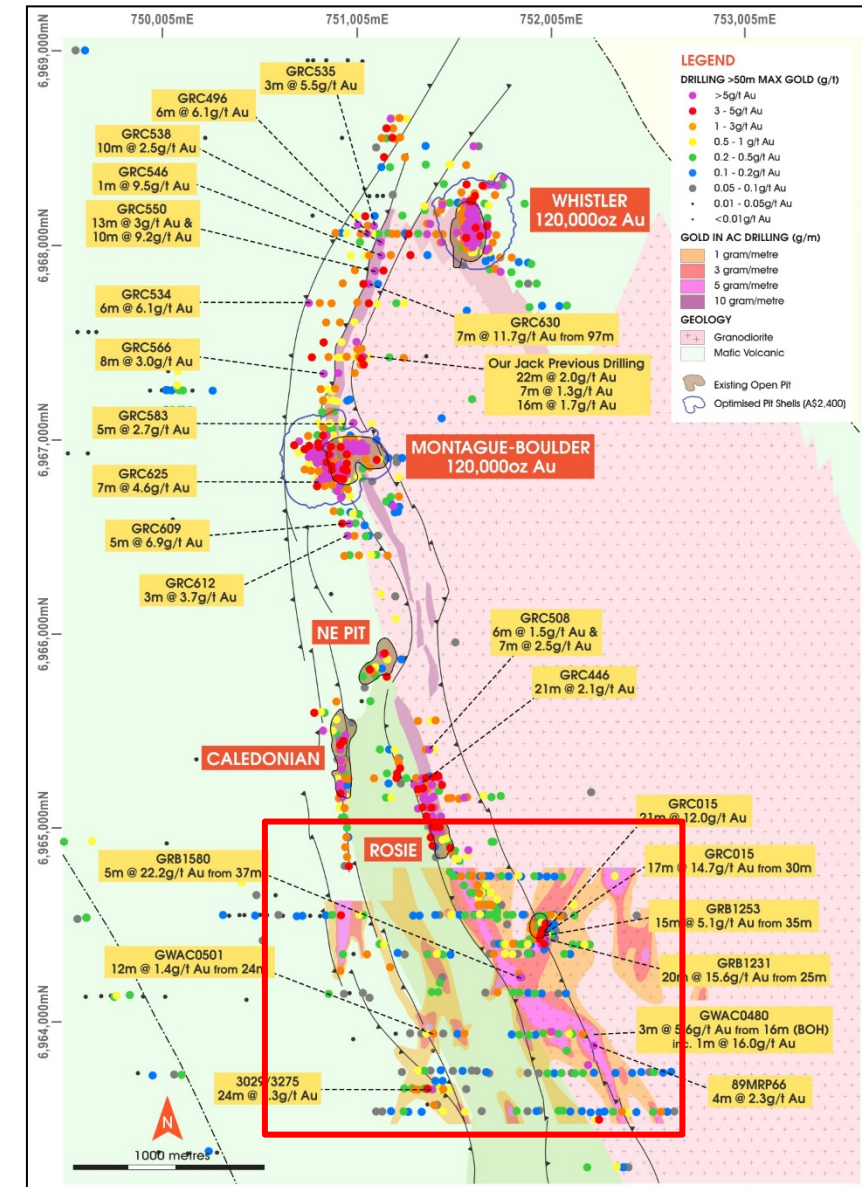 750,005mE
751,005mE
752,005mE
753,005mE
6,969,000mN
6,968,000mN
6,967,000mN
6,966,000mN
6,965,000mN
6,964,000mN
GRC535
3m @ 5.5g/t Au
GRC496
6m @ 6.1g/t Au
GRC538
10m @ 2.5g/t Au
GRC546
1m @ 9.5g/t Au
GRC550
13m @ 3g/t Au &
10m @ 9.2g/t Au
GRC534
6m @ 6.1g/t Au
GRC566
8m @ 3.0g/t Au
GRC583
5m @ 2.7g/t Au
GRC625
7m @ 4.6g/t Au
GRC609
5m @ 6.9g/t Au
GRC612
3m @ 3.7g/t Au
WHISTLER
120,000oz Au
GRC630
7m @ 11.7g/t Au from 97m
Our Jack Previous Drilling
22m @ 2.0g/t Au
7m @ 1.3g/t Au
16m @ 1.7g/t Au
MONTAGUE-BOULDER
120,000oz Au
NE PIT
GRC508
6m @ 1.5g/t Au &
7m @ 2.5g/t Au
GRC446
21m @ 2.1g/t Au
CALEDONIAN
ROSIE
GRC015
21m @ 12.0g/t Au
GRC015
17m @ 14.7g/t Au from 30m
GRB1253
15m @ 5.1g/t Au from 35m
GRB1231
20m @ 15.6g/t Au from 25m
GWAC0480
3m @ 5.6g/t Au from 16m (BOH)
inc. 1m @ 16.0g/t Au
89MRP66
4m @ 2.3g/t Au
GRB1580
5m @ 22.2g/t Au from 37m
GWAC0501
12m @ 1.4g/t Au from 24m
3029/3275
24m @ .3g/t Au
N
1000 metres
LEGEND
DRILLING >50m MAX GOLD (g/t)
>5g/t Au
3 - 5g/t Au
1 - 3g/t Au
0.5 - 1 g/t Au
0.2 - 0.5g/t Au
0.1 - 0.2g/t Au
0.05 - 0.1g/t Au
0.01 - 0.05g/t Au
<0.01g/t Au
GOLD IN AC DRILLING (g/m)
1 gram/metre
3 gram/metre
5 gram/metre
10 gram/metre
GEOLOGY
Granodiorite
Mafic Volcanic
Existing Open Pit
Optimised Pit Shells (A$2,400)